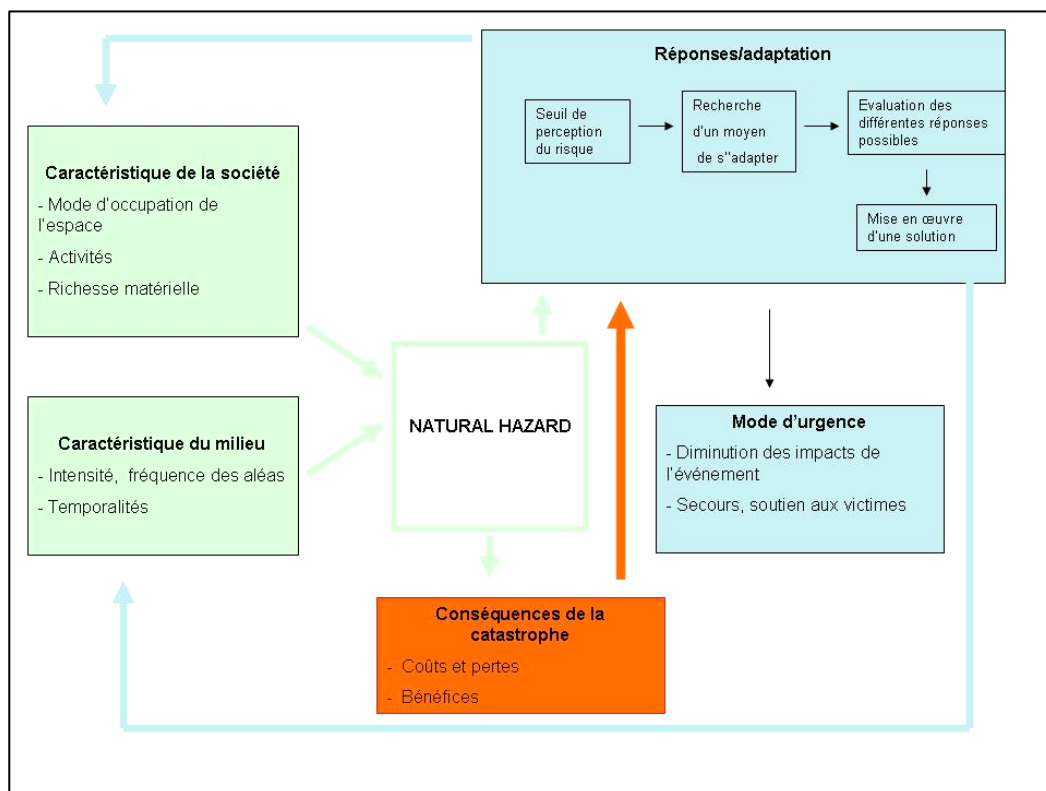 Réponses/adaptation
Seuil de
perception
du risque
Recherche
d'un moyen
de s''adapter
Evaluation des
différentes réponses
possibles
Mise en œuvre
d'une solution
Caractéristique de la société
- Mode d'occupation de
l'espace
- Activités
- Richesse matérielle
NATURAL HAZARD
Caractéristique du milieu
- Intensité, fréquence des aléas
- Temporalités
Mode d'urgence
- Diminution des impacts de
l'événement
- Secours, soutien aux victimes
Conséquences de la
catastrophe
- Coûts et pertes
- Bénéfices